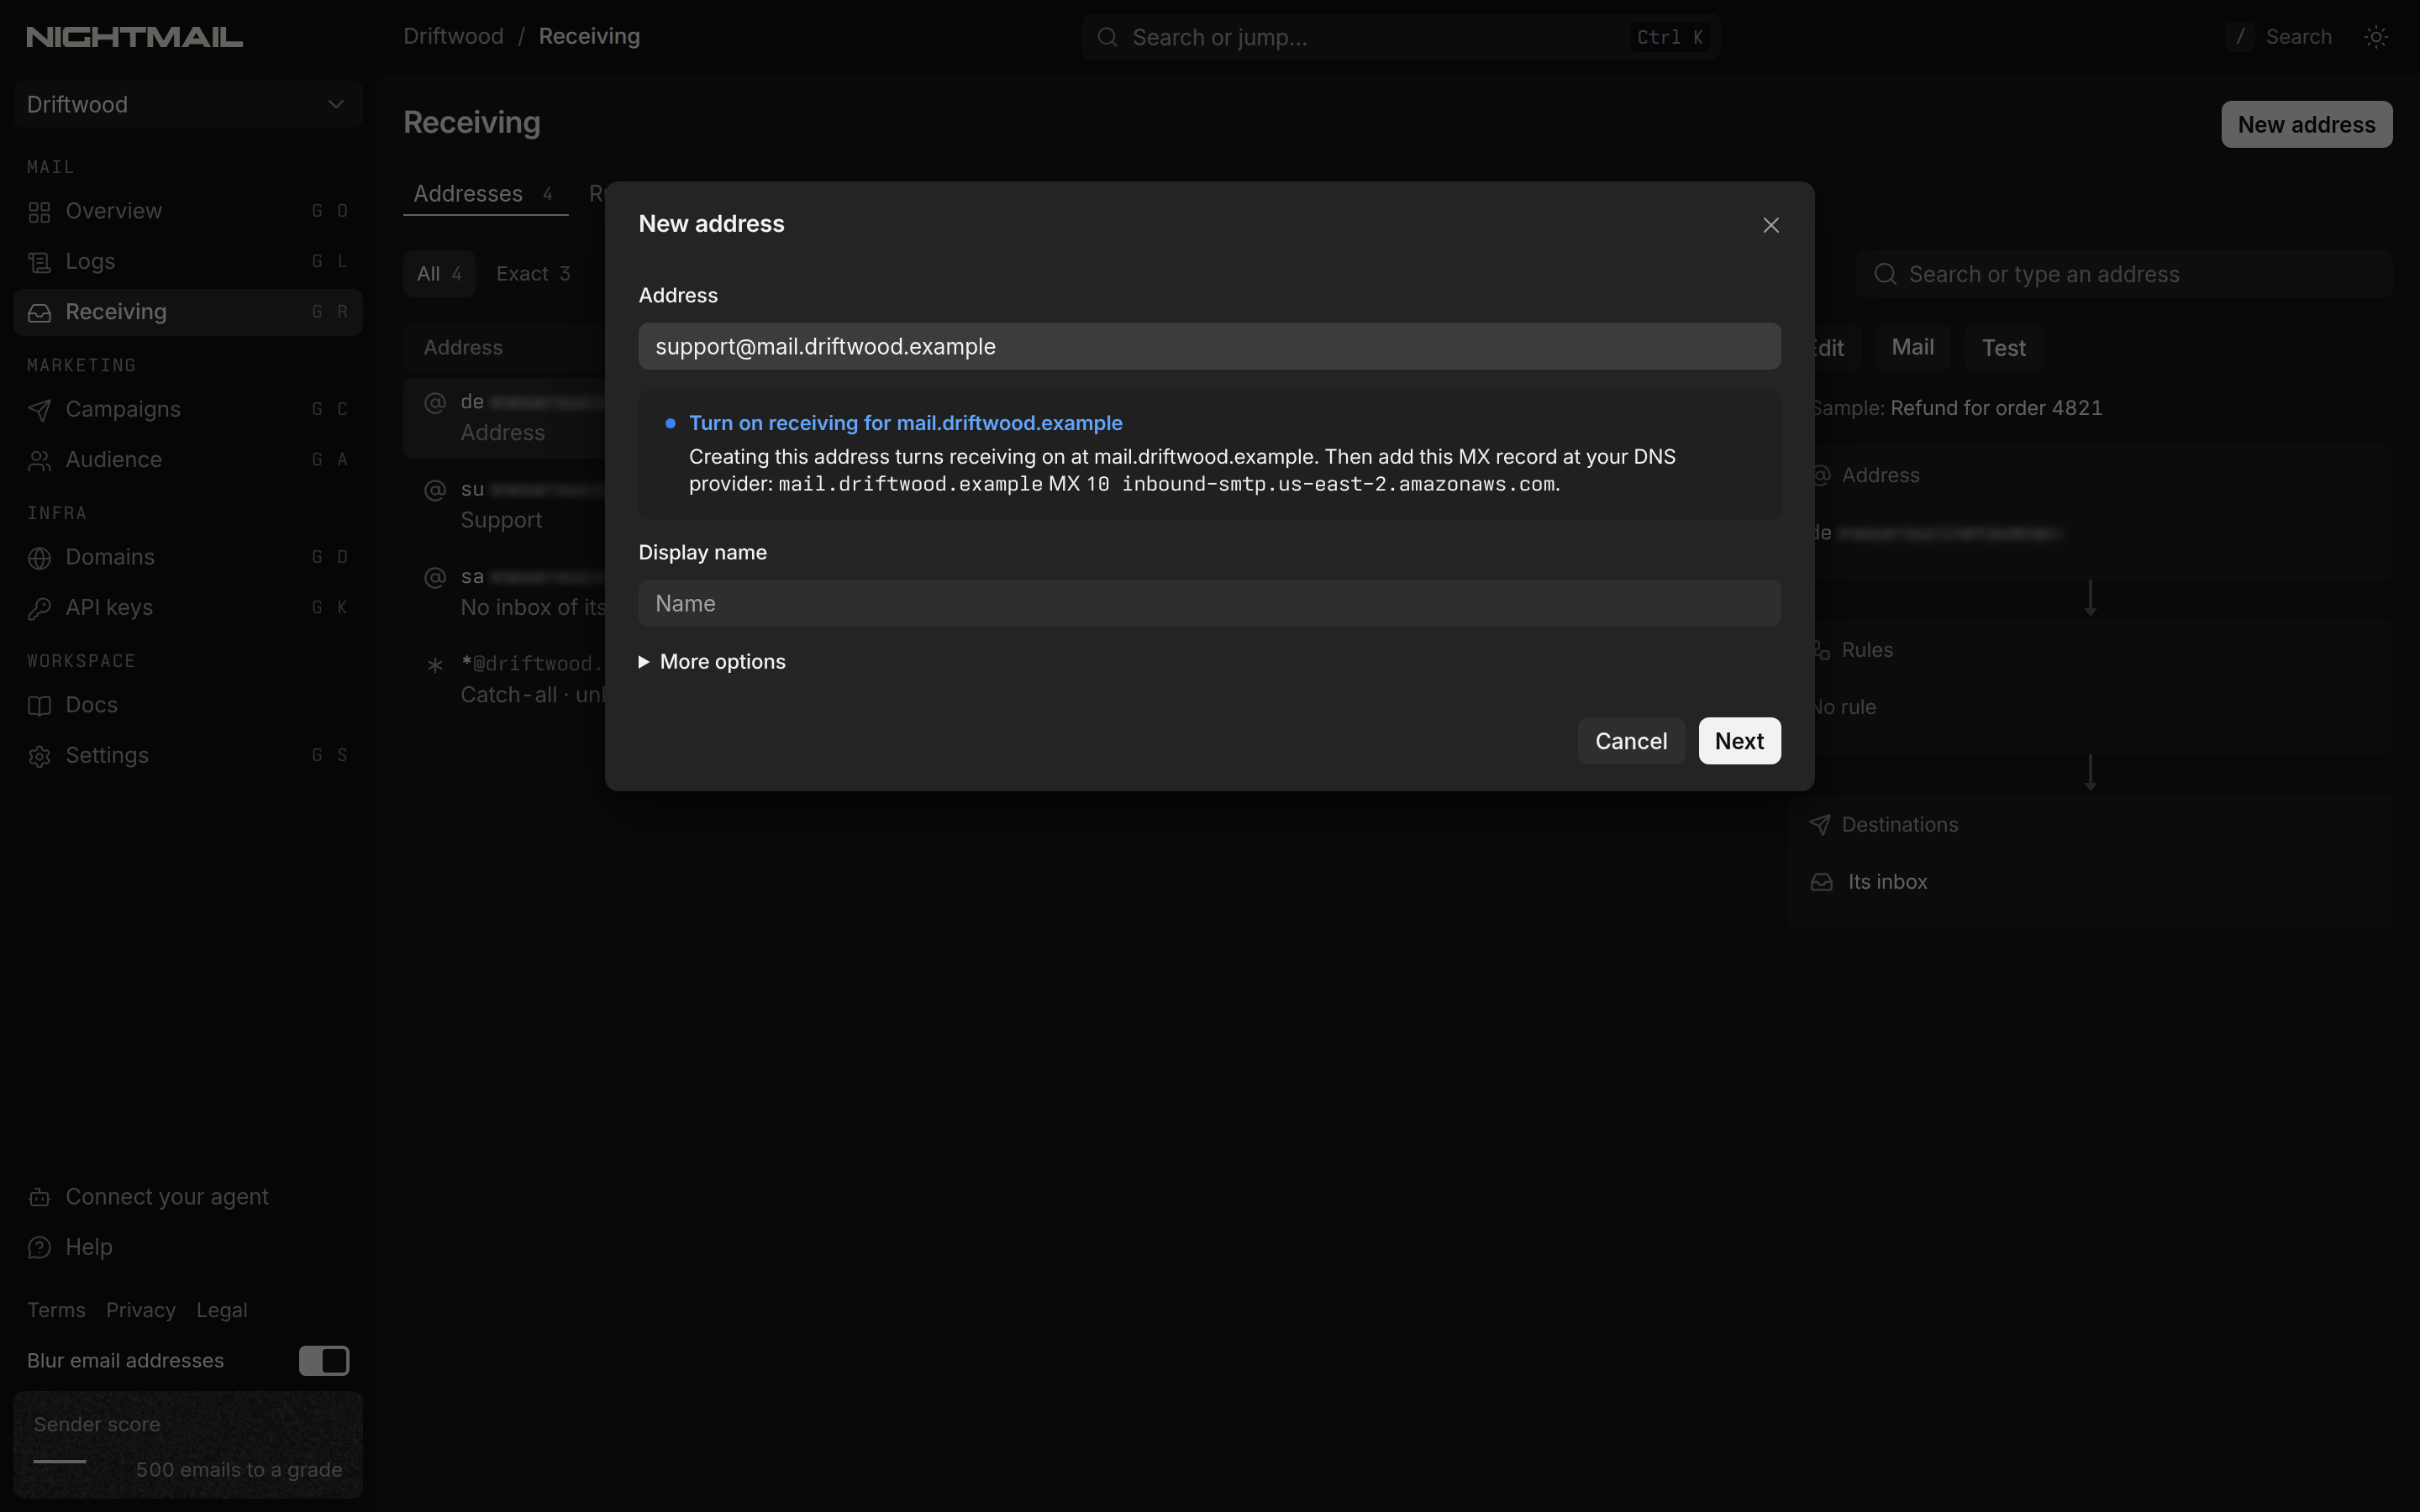 NIGHTMAIL
Driftwood / Receiving
Search or jump... Ctrl K
/ Search
Driftwood
MAIL
Overview G O
Logs G L
Receiving G R
MARKETING
Campaigns G C
Audience G A
INFRA
Domains G D
API keys G K
WORKSPACE
Docs
Settings G S
Connect your agent
Help
Terms Privacy Legal
Blur email addresses
Sender score
500 emails to a grade
Receiving
New address
Addresses 4
All 4 Exact 3
Search or type an address
Address
de
Address
su
Support
sa
No inbox of its
*@driftwood.
Catch-all
New address
Address
support@mail.driftwood.example
Turn on receiving for mail.driftwood.example
Creating this address turns receiving on at mail.driftwood.example. Then add this MX record at your DNS
provider: mail.driftwood.example MX 10 inbound-smtp.us-east-2.amazonaws.com.
Display name
Name
More options
Cancel Next
Edit Mail Test
Sample: Refund for order 4821
Address
de
Rules
No rule
Destinations
Its inbox